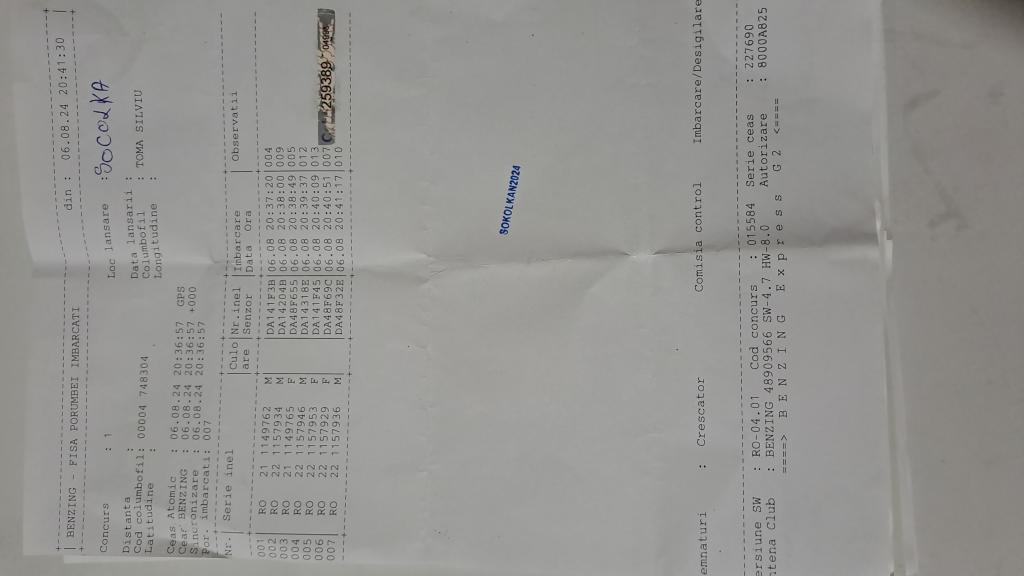 | BENZING - FISA PORUMBEI IMBARCATI din : 06.08.24 20:41:30 |
Concurs : 1 Loc lansare : SOCOLKA
Distanta : Data lansarii :
Cod columbofil: 00004 748304 Columbofil : TOMA SILVIU
Latitudine : Longitudine :
Ceas Atomic : 06.08.24 20:36:57 GPS
Ceas BENZING : 06.08.24 20:36:57 +000
Sincronizare : 06.08.24 20:36:57
Por. imbarcati: 007
Nr.| Serie inel |Culo|Nr.inel |Imbarcare | Observatii
are |Senzor |Data Ora |
001| RO 21 1149762 M |DA141F3B|06.08 20:37:20|004
002| RO 22 1157934 M |DA14204B|06.08 20:38:00|009
003| RO 21 1149765 F |DA48F655|06.08 20:38:49|005
004| RO 22 1157946 M |DA14318E|06.08 20:39:37|012
005| RO 22 1157953 F |DA141F45|06.08 20:40:09|013
006| RO 22 1157929 F |DA48F69C|06.08 20:40:51|007
007| RO 22 1157936 M |DA48F32E|06.08 20:41:17|010
259389
SOKOLKAN2024
emnaturi : Crescator Comisia control Imbarcare/Desigilare
ersiune SW : RO-04.01 Cod concurs : 015584 Serie ceas : 227690
ntena club : BENZING 48909566 SW-4.7 HW-8.0 Autorizare : 8000A825
====> B E N Z I N G E x p r e s s G 2 <====